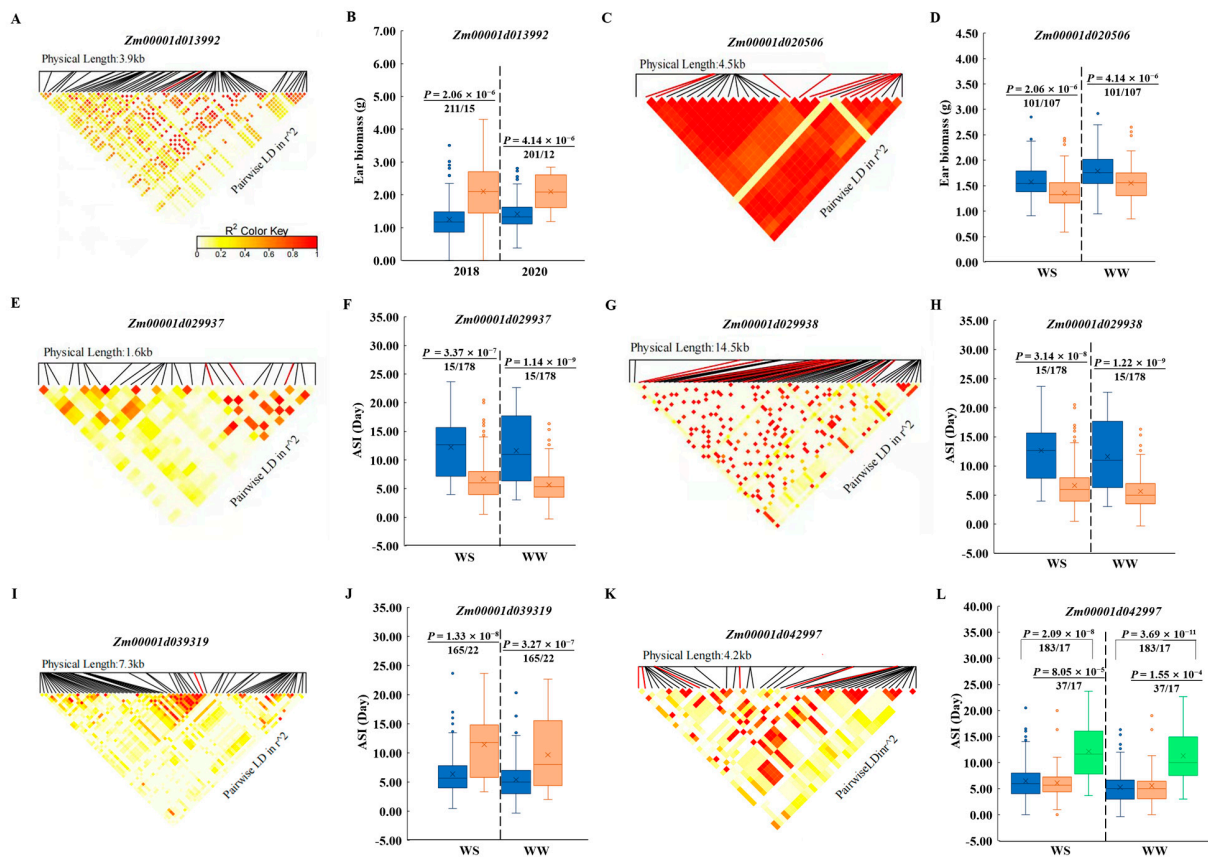 A
Zm00001d013992
Physical Length:3.9kb
Pairwise LD in r^2
R2 Color Key
0 0.2 0.4 0.6 0.8 1
B
Zm00001d013992
Ear biomass (g)
7.00
6.00
5.00
4.00
3.00
2.00
1.00
0.00
P = 2.06 × 10−6
211/15
P = 4.14 × 10−6
201/12
2018 2020
C
Zm00001d020506
Physical Length:4.5kb
Pairwise LD in r^2
D
Zm00001d020506
Ear biomass (g)
4.50
4.00
3.50
3.00
2.50
2.00
1.50
1.00
0.50
0.00
P = 2.06 × 10−6
101/107
P = 4.14 × 10−6
101/107
WS WW
E
Zm00001d029937
Physical Length:1.6kb
Pairwise LD in r^2
F
Zm00001d029937
ASI (Day)
35.00
30.00
25.00
20.00
15.00
10.00
5.00
0.00
-5.00
P = 3.37 × 10−7
15/178
P = 1.14 × 10−9
15/178
WS WW
G
Zm00001d029938
Physical Length:14.5kb
Pairwise LD in r^2
H
Zm00001d029938
ASI (Day)
35.00
30.00
25.00
20.00
15.00
10.00
5.00
0.00
-5.00
P = 3.14 × 10−8
15/178
P = 1.22 × 10−9
15/178
WS WW
I
Zm00001d039319
Physical Length:7.3kb
Pairwise LD in r^2
J
Zm00001d039319
ASI (Day)
35.00
30.00
25.00
20.00
15.00
10.00
5.00
0.00
-5.00
P = 1.33 × 10−8
165/22
P = 3.27 × 10−7
165/22
WS WW
K
Zm00001d042997
Physical Length:4.2kb
PairwiseLDinr^2
L
Zm00001d042997
ASI (Day)
40.00
35.00
30.00
25.00
20.00
15.00
10.00
5.00
0.00
-5.00
P = 2.09 × 10−8
183/17
P = 8.05 × 10−5
37/17
P = 3.69 × 10−11
183/17
P = 1.55 × 10−4
37/17
WS WW